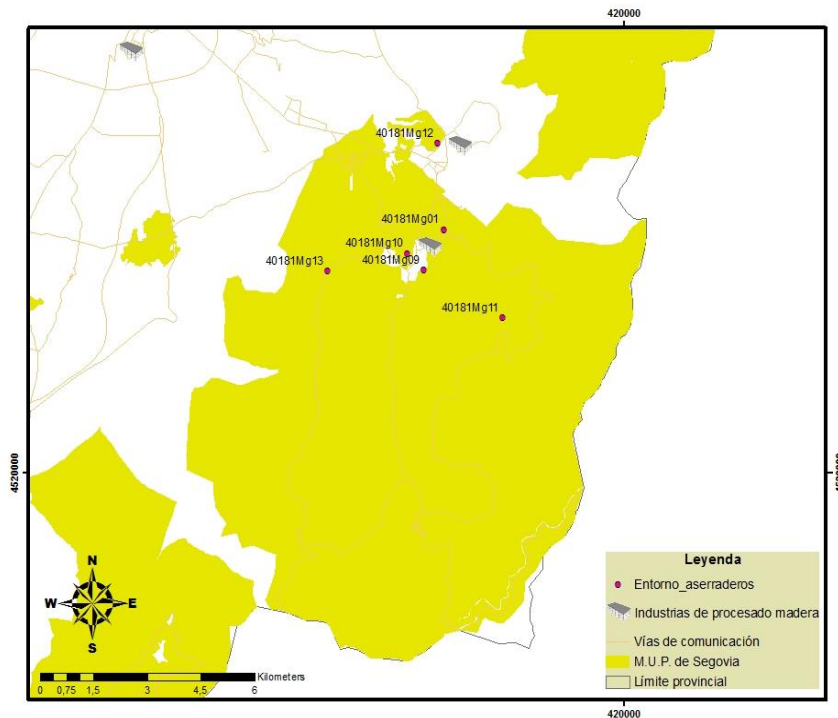 420000
40181Mg12
40181Mg01
40181Mg10
40181Mg09
40181Mg13
40181Mg11
4520000
N
W E
S
Leyenda
Entorno_aserraderos
Industrias de procesado madera
Vías de comunicación
M.U.P. de Segovia
Límite provincial
Kilometers
0 0,75 1,5 3 4,5 6
420000